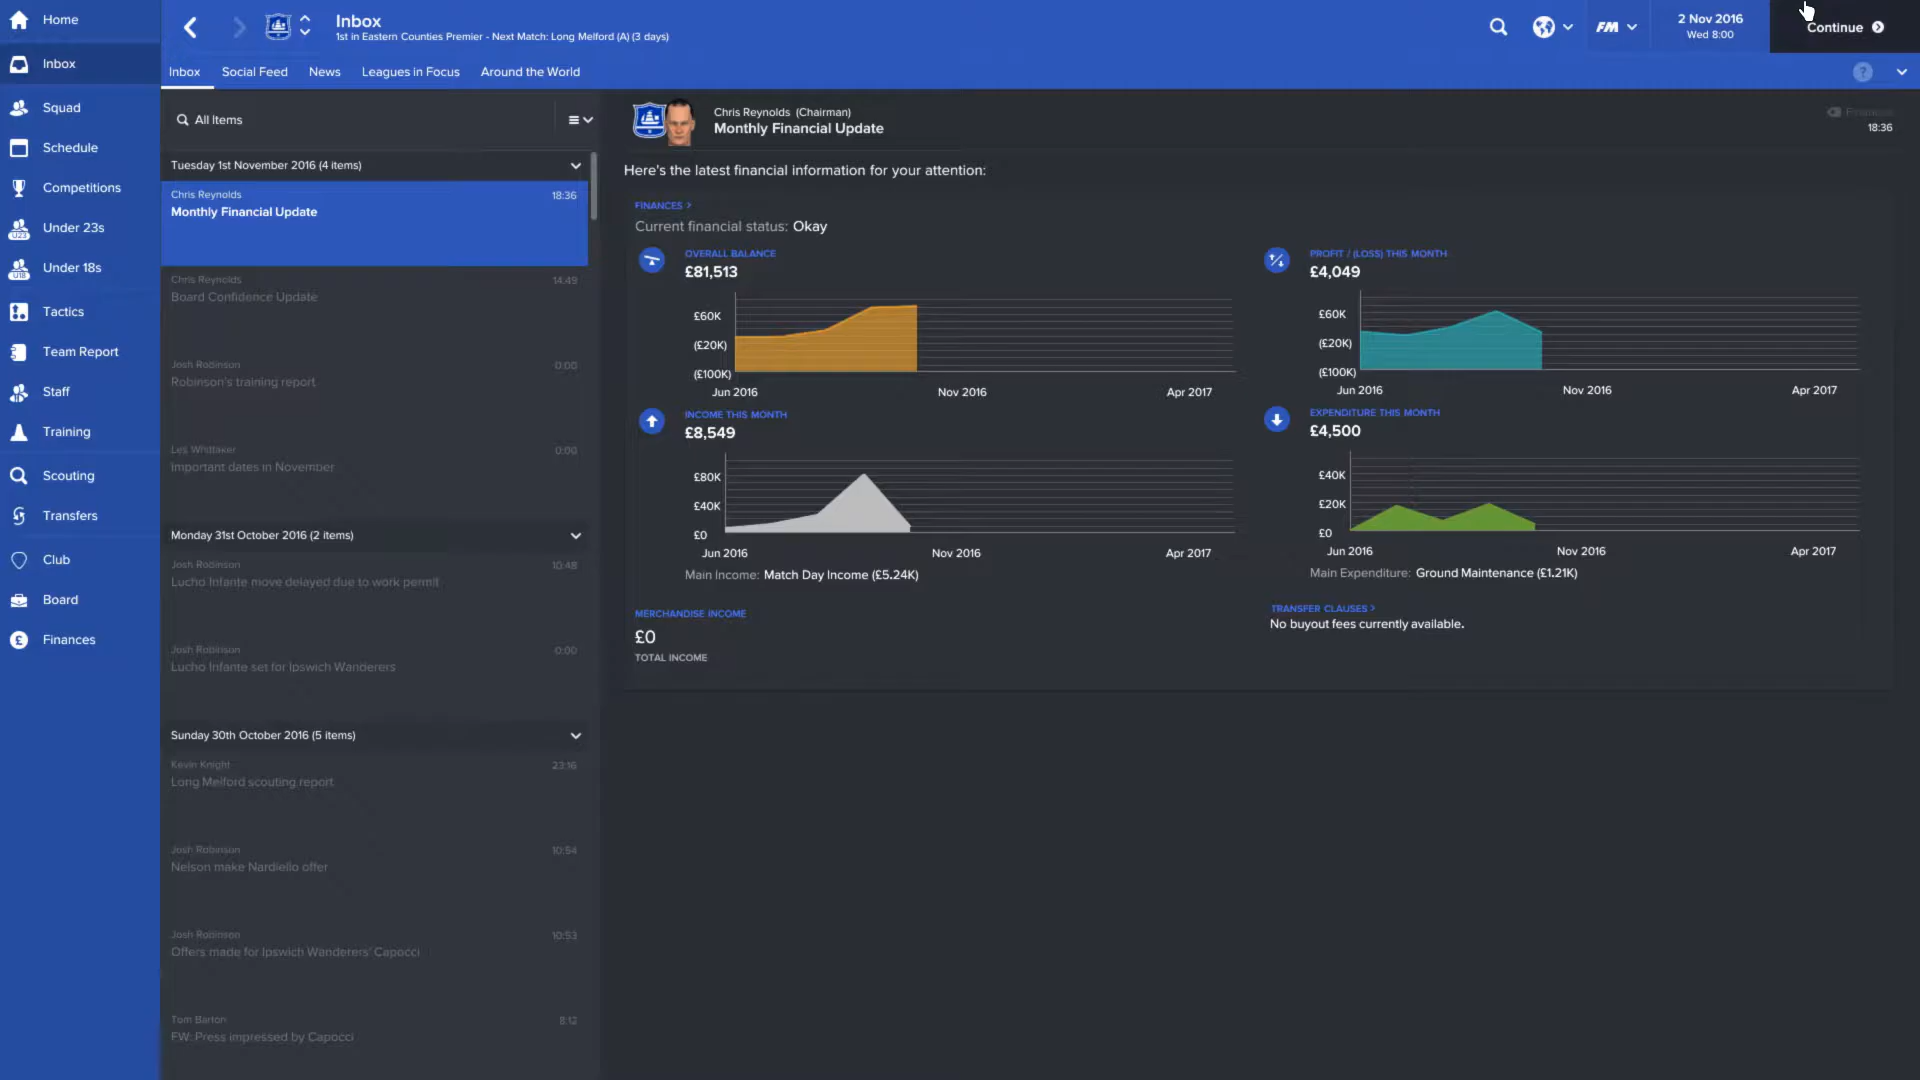 Home
Inbox
Squad
Schedule
Competitions
Under 23s
Under 18s
Tactics
Team Report
Staff
Training
Scouting
Transfers
Club
Board
Finances
Inbox
1st in Eastern Counties Premier - Next Match: Long Melford (A) (3 days)
FM
2 Nov 2016
Wed 8:00
Continue
Inbox
Social Feed
News
Leagues in Focus
Around the World
?
All Items
Tuesday 1st November 2016 (4 items)
Chris Reynolds
18:36
Monthly Financial Update
Chris Reynolds
14:49
Board Confidence Update
Josh Robinson
0:00
Robinson's training report
Les Whittaker
0:00
Important dates in November
Monday 31st October 2016 (2 items)
Josh Robinson
10:48
Lucho Infante move delayed due to work permit
Josh Robinson
0:00
Lucho Infante set for Ipswich Wanderers
Sunday 30th October 2016 (5 items)
Kevin Knight
23:16
Long Melford scouting report
Josh Robinson
10:54
Nelson make Nardiello offer
Josh Robinson
10:53
Offers made for Ipswich Wanderers' Capocci
Tom Barton
8:12
FW: Press impressed by Capocci
Chris Reynolds (Chairman)
Monthly Financial Update
Finances
18:36
Here's the latest financial information for your attention:
FINANCES >
Current financial status: Okay
OVERALL BALANCE
£81,513
£60K
(£20K)
(£100K)
Jun 2016
Nov 2016
Apr 2017
PROFIT / (LOSS) THIS MONTH
£4,049
£60K
(£20K)
(£100K)
Jun 2016
Nov 2016
Apr 2017
INCOME THIS MONTH
£8,549
£80K
£40K
£0
Jun 2016
Nov 2016
Apr 2017
Main Income: Match Day Income (£5.24K)
EXPENDITURE THIS MONTH
£4,500
£40K
£20K
£0
Jun 2016
Nov 2016
Apr 2017
Main Expenditure: Ground Maintenance (£1.21K)
MERCHANDISE INCOME
£0
TOTAL INCOME
TRANSFER CLAUSES >
No buyout fees currently available.